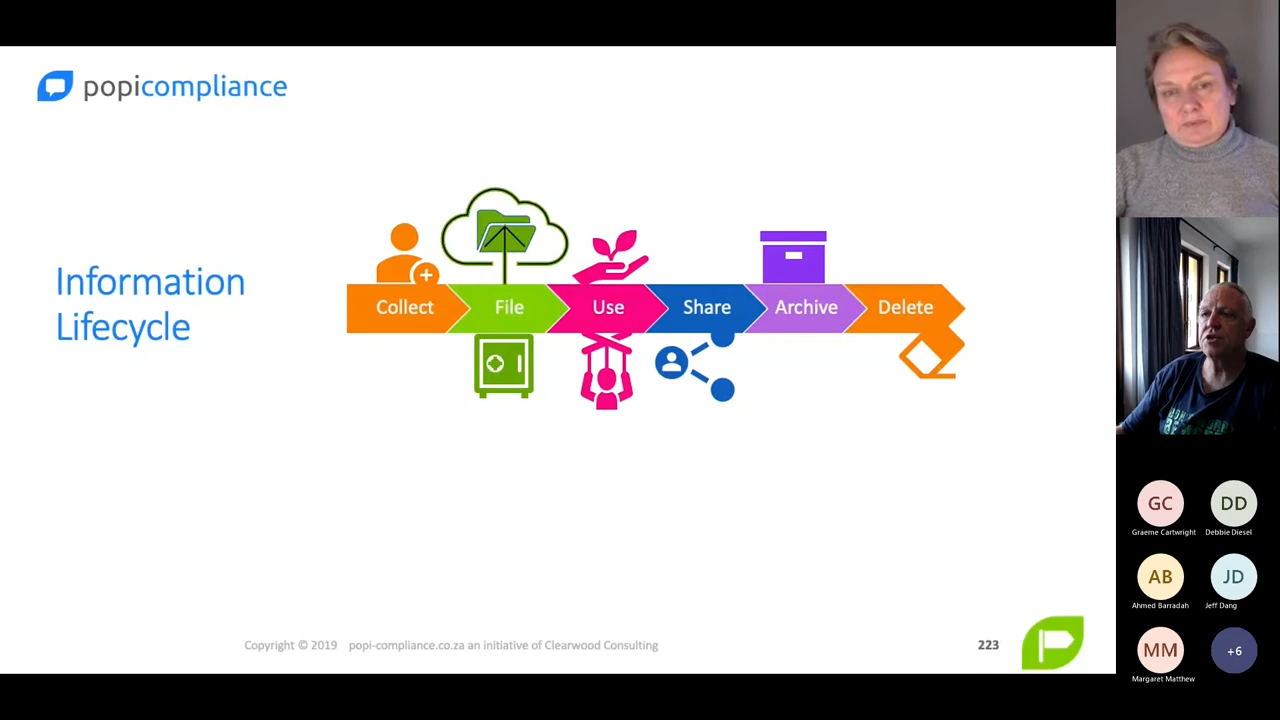 popicompliance
Information
Lifecycle
Collect
File
Use
Share
Archive
Delete
Copyright © 2019 popi-compliance.co.za an initiative of Clearwood Consulting
223
GC
DD
Graeme Cartwright
Debbie Diesel
AB
JD
Ahmed Barradah
Jeff Dang
MM
+6
Margaret Matthew